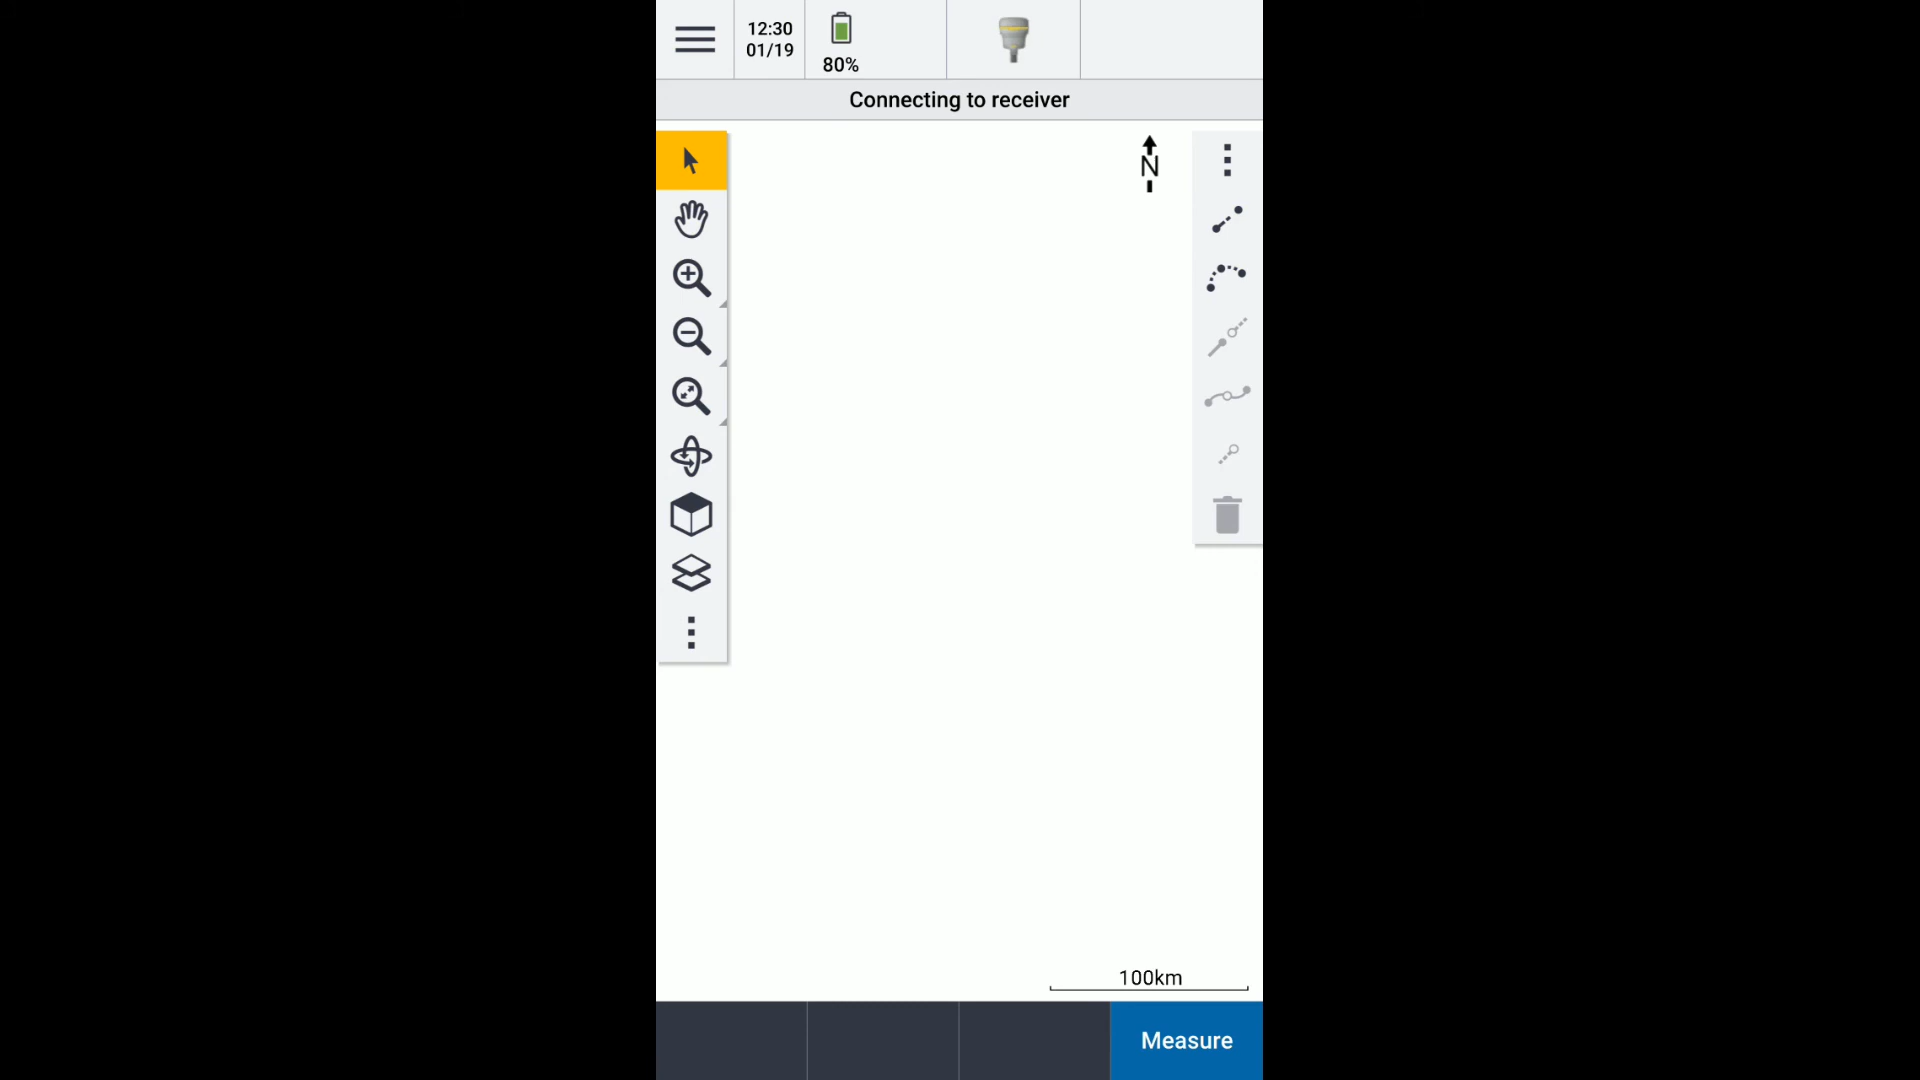 12:30
01/19
80%
Connecting to receiver
N
100km
Measure